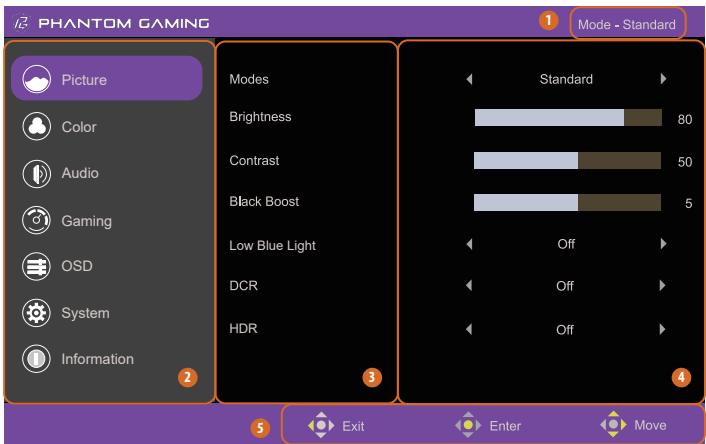 PHANTOM GAMING
1
Mode - Standard
Picture
Color
Audio
Gaming
OSD
System
Information
2
Modes
Brightness
Contrast
Black Boost
Low Blue Light
DCR
HDR
3
Standard
80
50
5
Off
Off
Off
4
5
Exit
Enter
Move